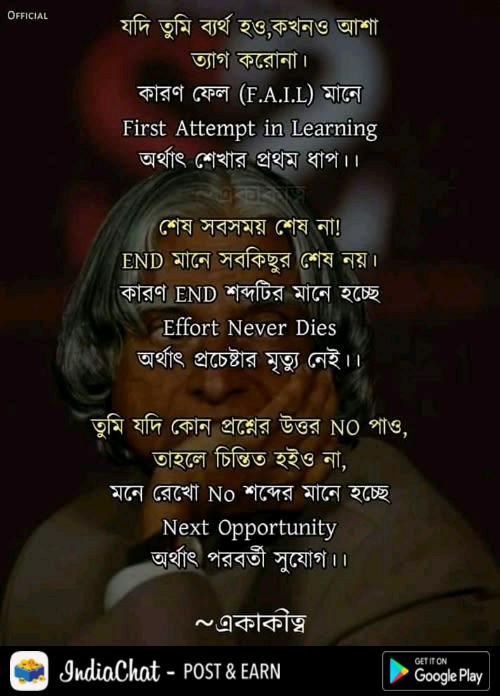 OFFICIAL
যদি তুমি ব্যর্থ হও,কখনও আশা
ত্যাগ করোনা।
কারণ ফেল (F.A.I.L) মানে
First Attempt in Learning
অর্থাৎ শেখার প্রথম ধাপ।।
~একাকীত্ব
শেষ সবসময় শেষ না!
END মানে সবকিছুর শেষ নয়।
কারণ END শব্দটির মানে হচ্ছে
Effort Never Dies
অর্থাৎ প্রচেষ্টার মৃত্যু নেই।।
তুমি যদি কোন প্রশ্নের উত্তর NO পাও,
তাহলে চিন্তিত হইও না,
মনে রেখো No শব্দের মানে হচ্ছে
Next Opportunity
অর্থাৎ পরবর্তী সুযোগ।।
~একাকীত্ব
IndiaChat - POST & EARN
GET IT ON
Google Play